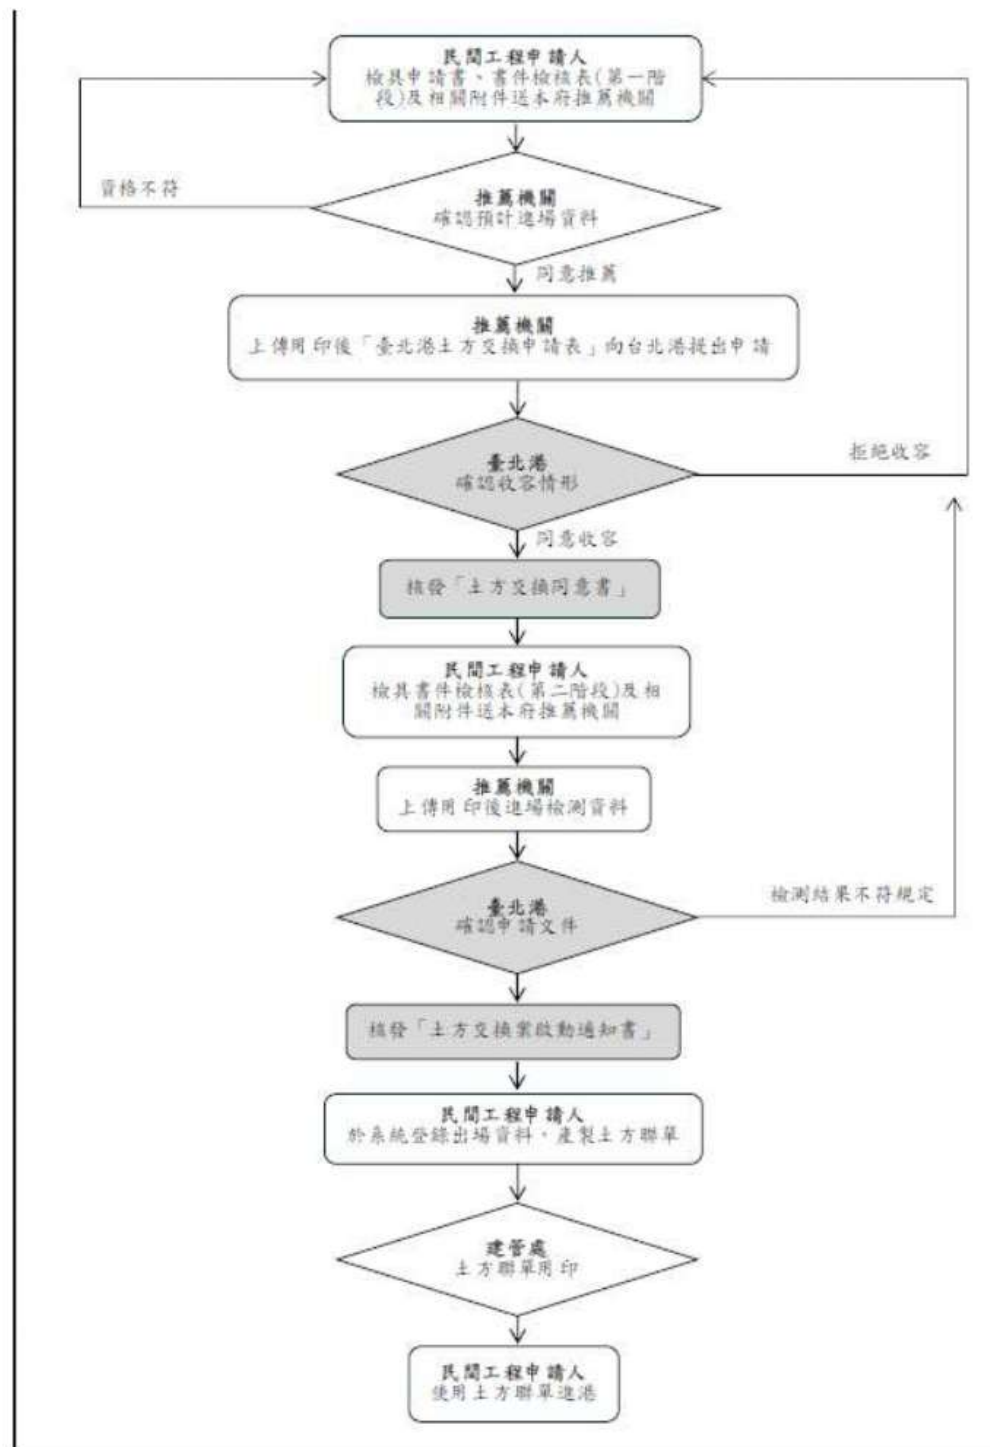 民間工程申請人
檢具申請書、書件檢核表(第一階
段)及相關附件送本府推薦機關
資格不符
推薦機關
確認預計進場資料
同意推薦
推薦機關
上傳用印後「臺北港土方交換申請表」向台北港提出申請
臺北港
確認收容情形
拒絕收容
同意收容
核發「土方交換同意書」
民間工程申請人
檢具書件檢核表(第二階段)及相
關附件送本府推薦機關
推薦機關
上傳用印後進場檢測資料
臺北港
確認申請文件
檢測結果不符規定
核發「土方交換案啟動通知書」
民間工程申請人
於系統登錄出場資料、產製土方聯單
建管處
土方聯單用印
民間工程申請人
使用土方聯單進港